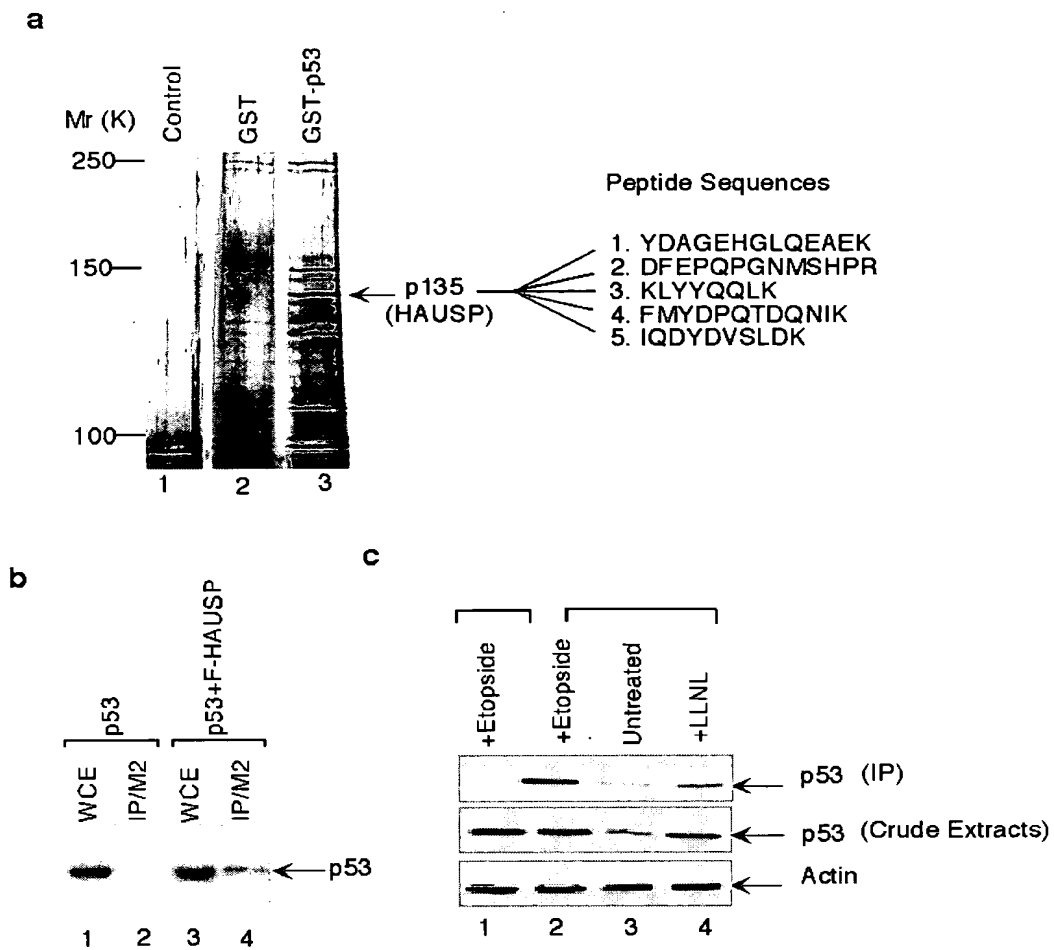 a
Mr (K)
Control
GST
GST-p53
250
150
100
1
2
3
p135
(HAUSP)
Peptide Sequences
1. YDAGEHGLQEAEK
2. DFEPQPGNMSHPR
3. KLYYQQLK
4. FMYDPQTDQNIK
5. IQDYDVSLDK
b
p53
p53+F-HAUSP
WCE
IP/M2
WCE
IP/M2
p53
1
2
3
4
c
+Etopside
+Etopside
Untreated
+LLNL
p53 (IP)
p53 (Crude Extracts)
Actin
1
2
3
4